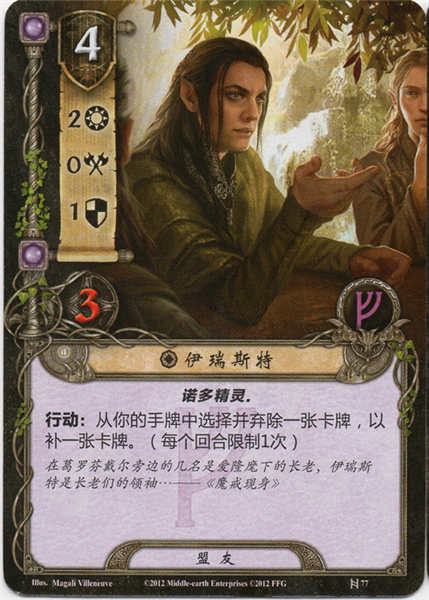 4
2
0
1
3
伊瑞斯特
诺多精灵.
行动：从你的手牌中选择并弃除一张卡牌，以
补一张卡牌。（每个回合限制1次）
在葛罗芬戴尔旁边的几名是爱隆麾下的长老，伊瑞斯
特是长老们的领袖……——《魔戒现身》
盟友
Illus. Magali Villeneuve ©2012 Middle-earth Enterprises ©2012 FFG 77